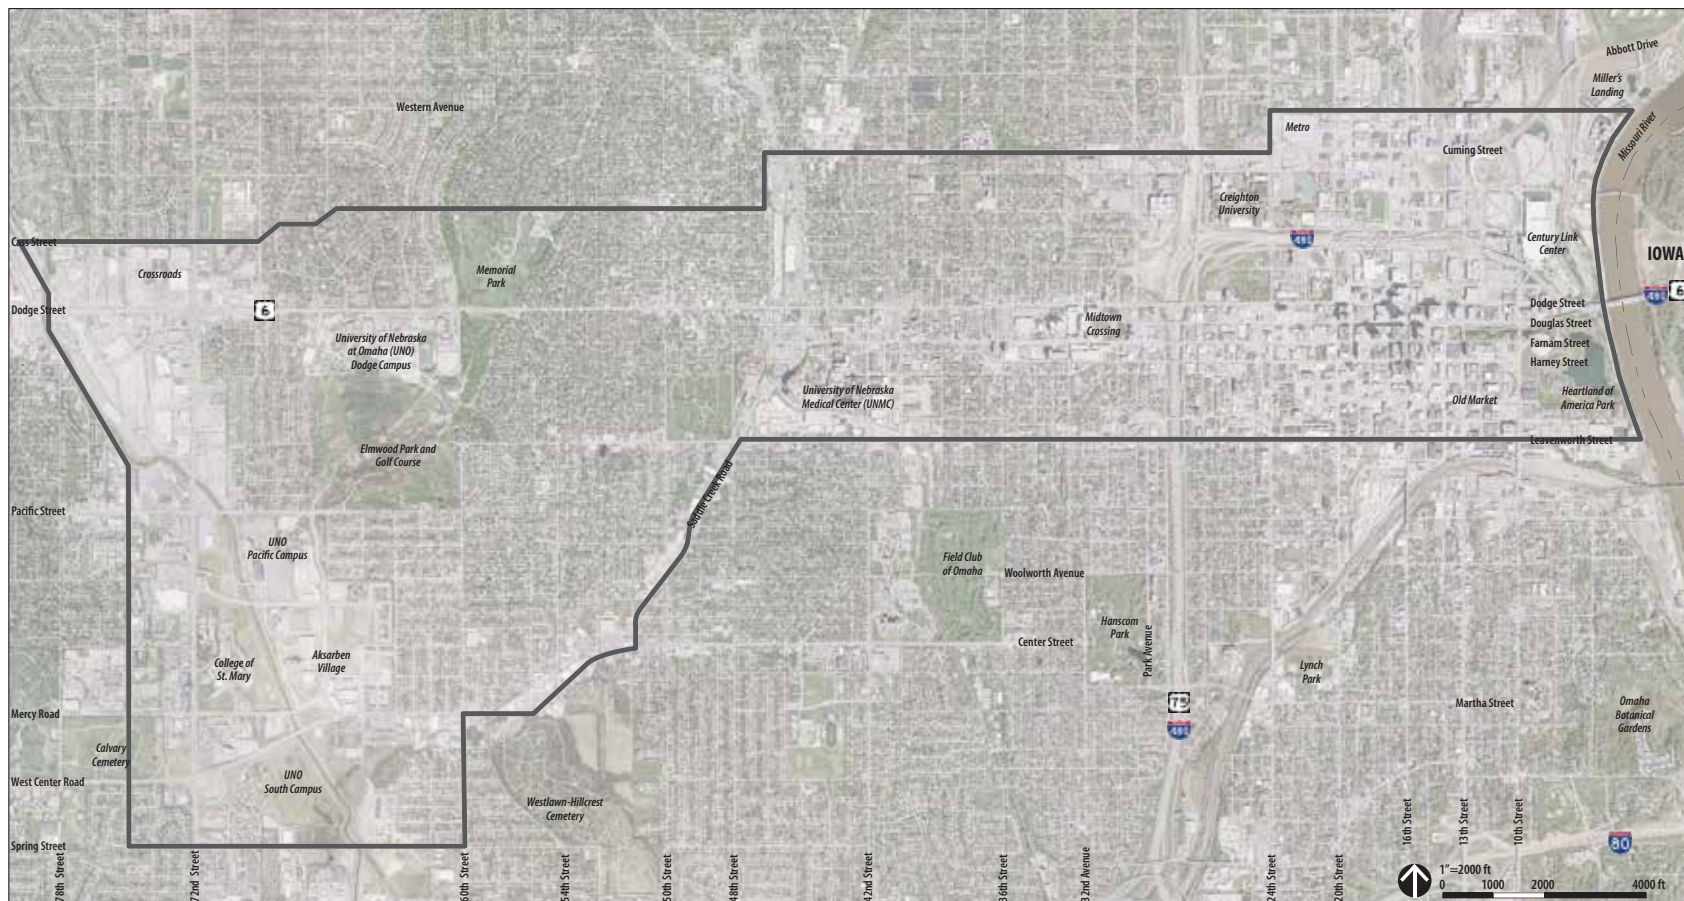 Abbott Drive
Miller's
Landing
Western Avenue
Metro
Missouri River
Cuming Street
Creighton
University
480
Century Link
Center
Cass Street
IOWA
Crossroads
Memorial
Park
Dodge Street
6
480
6
Dodge Street
Midtown
Crossing
Douglas Street
University of Nebraska
at Omaha (UNO)
Dodge Campus
Farnam Street
Harney Street
University of Nebraska
Medical Center (UNMC)
Old Market
Heartland of
America Park
Leavenworth Street
Elmwood Park and
Golf Course
Saddle Creek Road
Pacific Street
UNO
Pacific Campus
Field Club
of Omaha
Woolworth Avenue
Hanscom
Park
Park Avenue
Center Street
College of
St. Mary
Aksarben
Village
Lynch
Park
75
480
Martha Street
Omaha
Botanical
Gardens
Mercy Road
Calvary
Cemetery
West Center Road
UNO
South Campus
Westlawn-Hillcrest
Cemetery
Spring Street
80
78th Street
72nd Street
60th Street
54th Street
50th Street
48th Street
42nd Street
36th Street
32nd Avenue
24th Street
20th Street
16th Street
13th Street
10th Street
1"=2000 ft
0 1000 2000 4000 ft